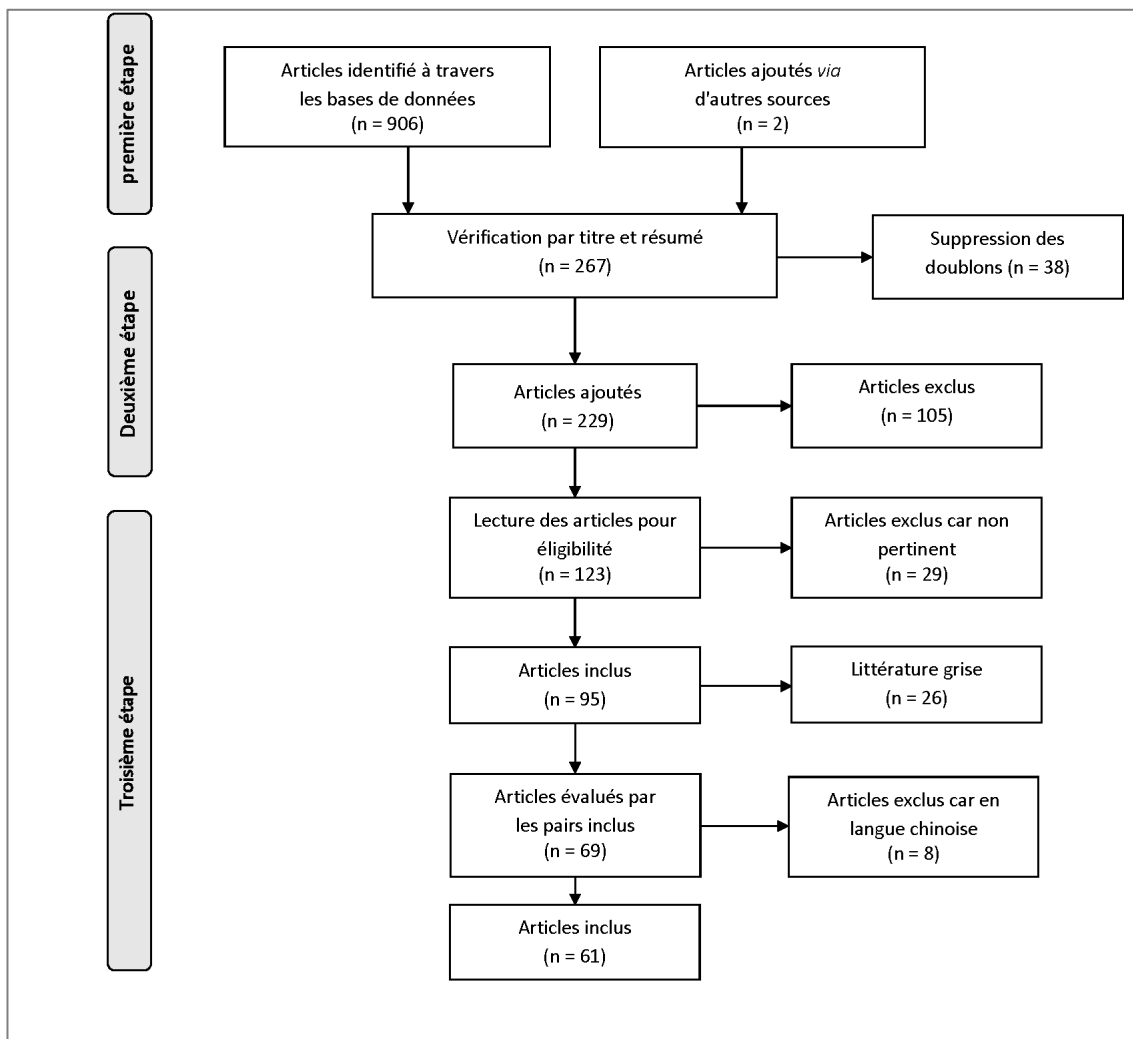 première étape
Articles identifié à travers
les bases de données
(n = 906)
Articles ajoutés via
d'autres sources
(n = 2)
Vérification par titre et résumé
(n = 267)
Suppression des
doublons (n = 38)
Deuxième étape
Articles ajoutés
(n = 229)
Articles exclus
(n = 105)
Troisième étape
Lecture des articles pour
éligibilité
(n = 123)
Articles exclus car non
pertinent
(n = 29)
Articles inclus
(n = 95)
Littérature grise
(n = 26)
Articles évalués par
les pairs inclus
(n = 69)
Articles exclus car en
langue chinoise
(n = 8)
Articles inclus
(n = 61)